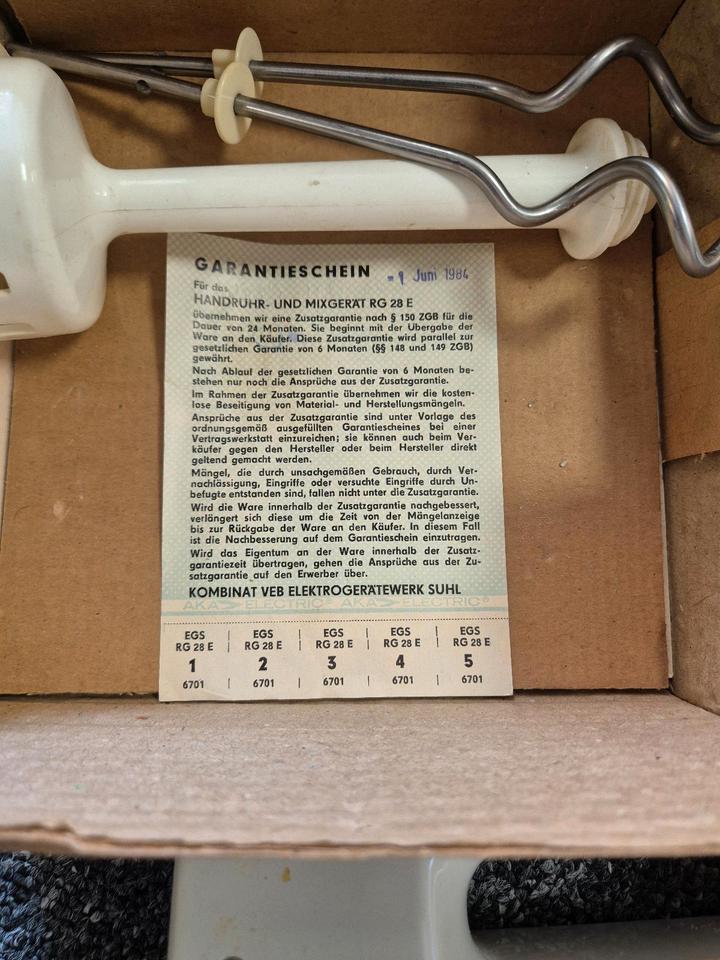 GARANTIESCHEIN
- 1 Juni 1984
Für das
HANDRÜHR- UND MIXGERÄT RG 28 E
übernehmen wir eine Zusatzgarantie nach § 150 ZGB für die
Dauer von 24 Monaten. Sie beginnt mit der Übergabe der
Ware an den Käufer. Diese Zusatzgarantie wird parallel zur
gesetzlichen Garantie von 6 Monaten (§§ 148 und 149 ZGB)
gewährt.
Nach Ablauf der gesetzlichen Garantie von 6 Monaten be-
stehen nur noch die Ansprüche aus der Zusatzgarantie.
Im Rahmen der Zusatzgarantie übernehmen wir die kosten-
lose Beseitigung von Material- und Herstellungsmängeln.
Ansprüche aus der Zusatzgarantie sind unter Vorlage des
ordnungsgemäß ausgefüllten Garantiescheines bei einer
Vertragswerkstatt einzureichen; sie können auch beim Ver-
käufer gegen den Hersteller oder beim Hersteller direkt
geltend gemacht werden.
Mängel, die durch unsachgemäßen Gebrauch, durch Ver-
nachlässigung, Eingriffe oder versuchte Eingriffe durch Un-
befugte entstanden sind, fallen nicht unter die Zusatzgarantie.
Wird die Ware innerhalb der Zusatzgarantie nachgebessert,
verlängert sich diese um die Zeit von der Mängelanzeige
bis zur Rückgabe der Ware an den Käufer. In diesem Fall
ist die Nachbesserung auf dem Garantieschein einzutragen.
Wird das Eigentum an der Ware innerhalb der Zusatz-
garantiezeit übertragen, gehen die Ansprüche aus der Zu-
satzgarantie auf den Erwerber über.
KOMBINAT VEB ELEKTROGERÄTEWERK SUHL
AKA ELECTRIC® AKA ELECTRIC®
EGS EGS EGS EGS EGS
RG 28 E RG 28 E RG 28 E RG 28 E RG 28 E
1 2 3 4 5
6701 6701 6701 6701 6701